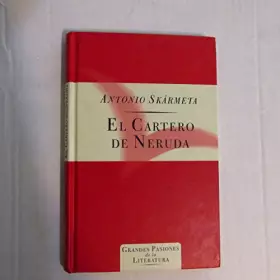 Antonio Skármeta
El Cartero
de Neruda
Grandes Pasiones
de la
Literatura